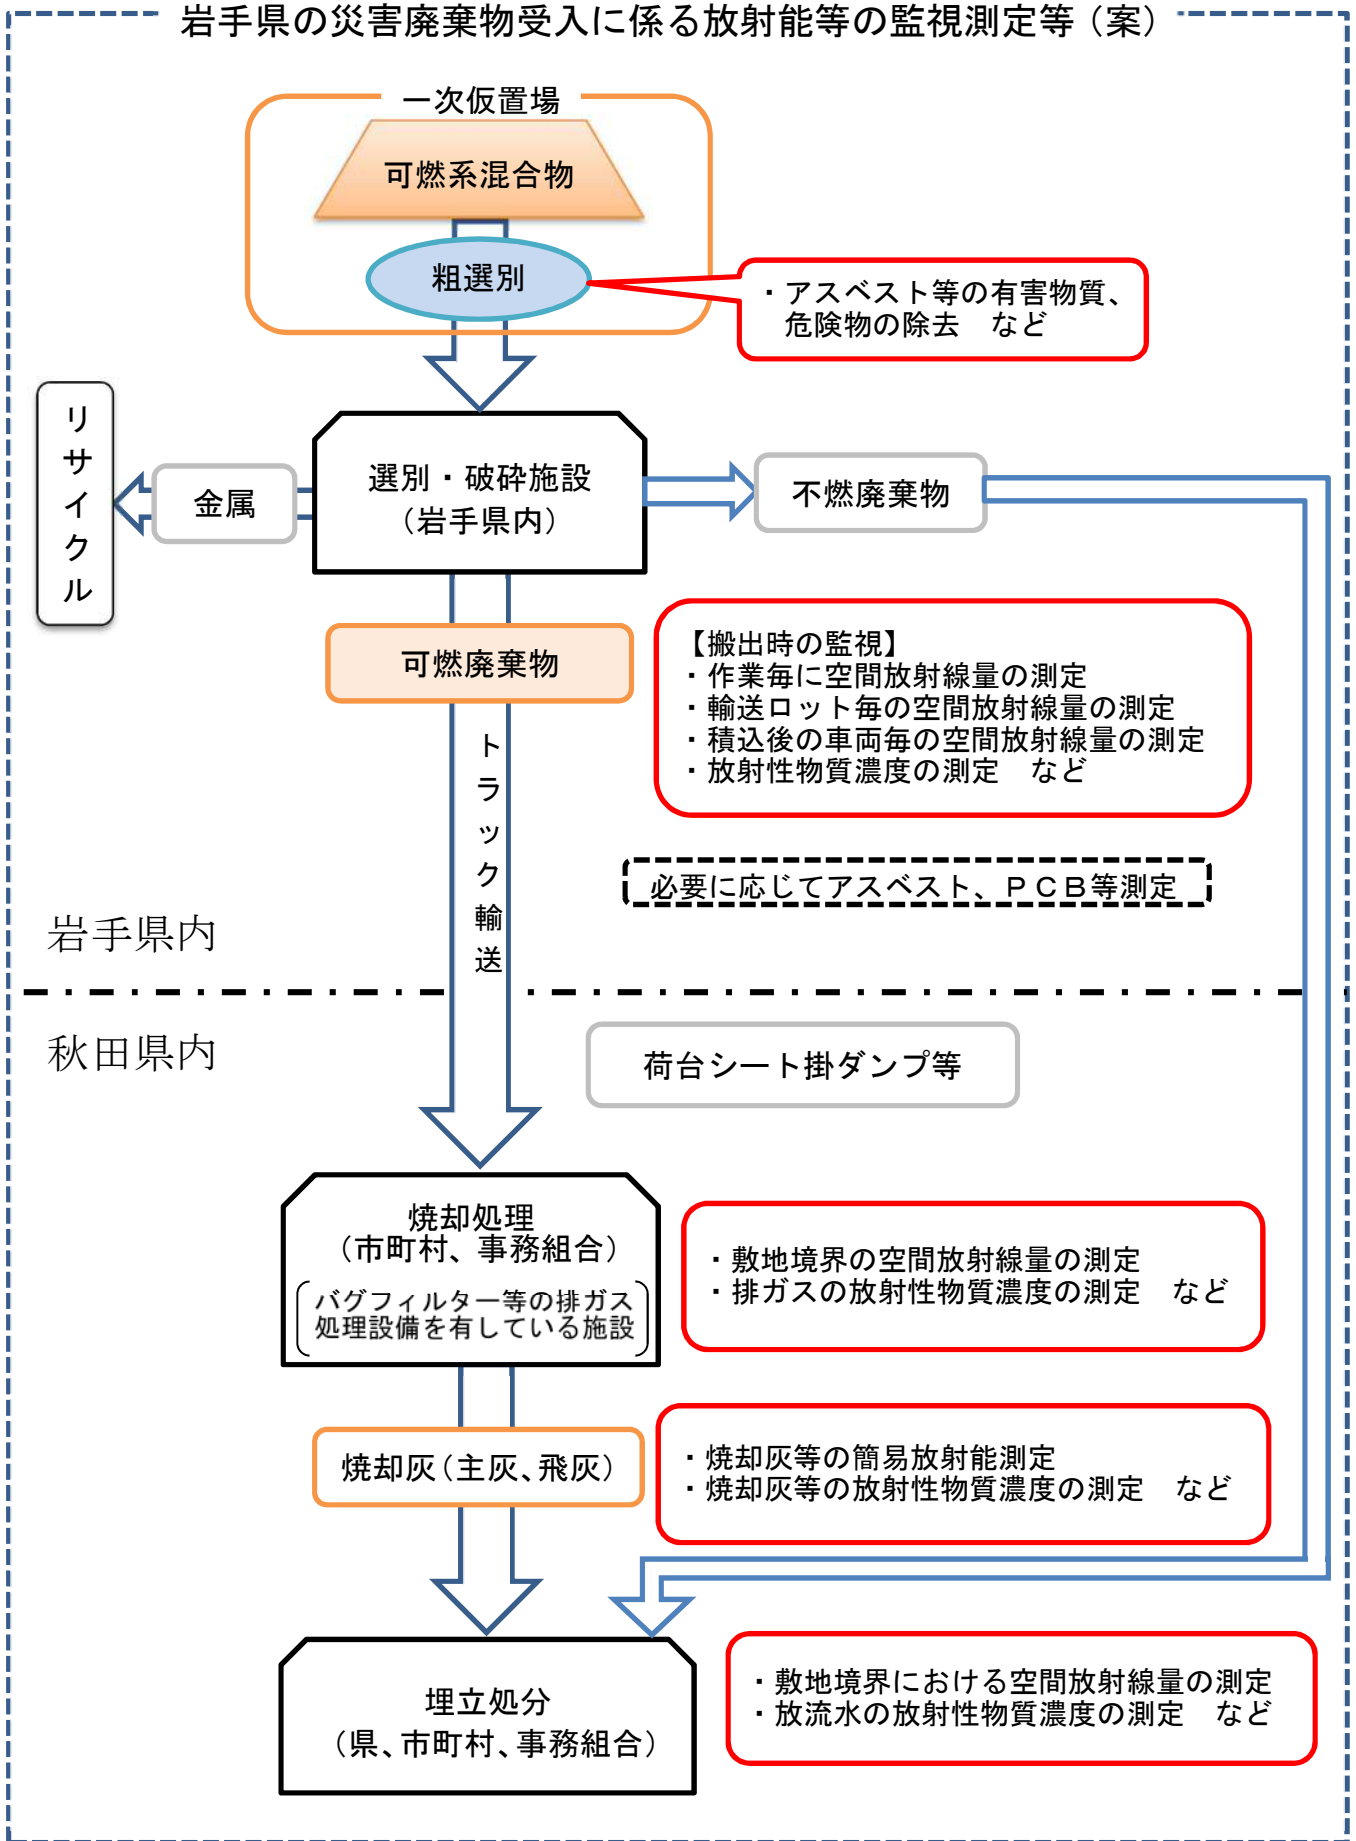 岩手県の災害廃棄物受入に係る放射能等の監視測定等（案）
一次仮置場
可燃系混合物
粗選別
・アスベスト等の有害物質、
危険物の除去　など
リサイクル
金属
選別・破砕施設
（岩手県内）
不燃廃棄物
可燃廃棄物
【搬出時の監視】
・作業毎に空間放射線量の測定
・輸送ロット毎の空間放射線量の測定
・積込後の車両毎の空間放射線量の測定
・放射性物質濃度の測定　など
トラック輸送
必要に応じてアスベスト、ＰＣＢ等測定
岩手県内
秋田県内
荷台シート掛ダンプ等
焼却処理
（市町村、事務組合）
バグフィルター等の排ガス
処理設備を有している施設
・敷地境界の空間放射線量の測定
・排ガスの放射性物質濃度の測定　など
焼却灰（主灰、飛灰）
・焼却灰等の簡易放射能測定
・焼却灰等の放射性物質濃度の測定　など
埋立処分
（県、市町村、事務組合）
・敷地境界における空間放射線量の測定
・放流水の放射性物質濃度の測定　など